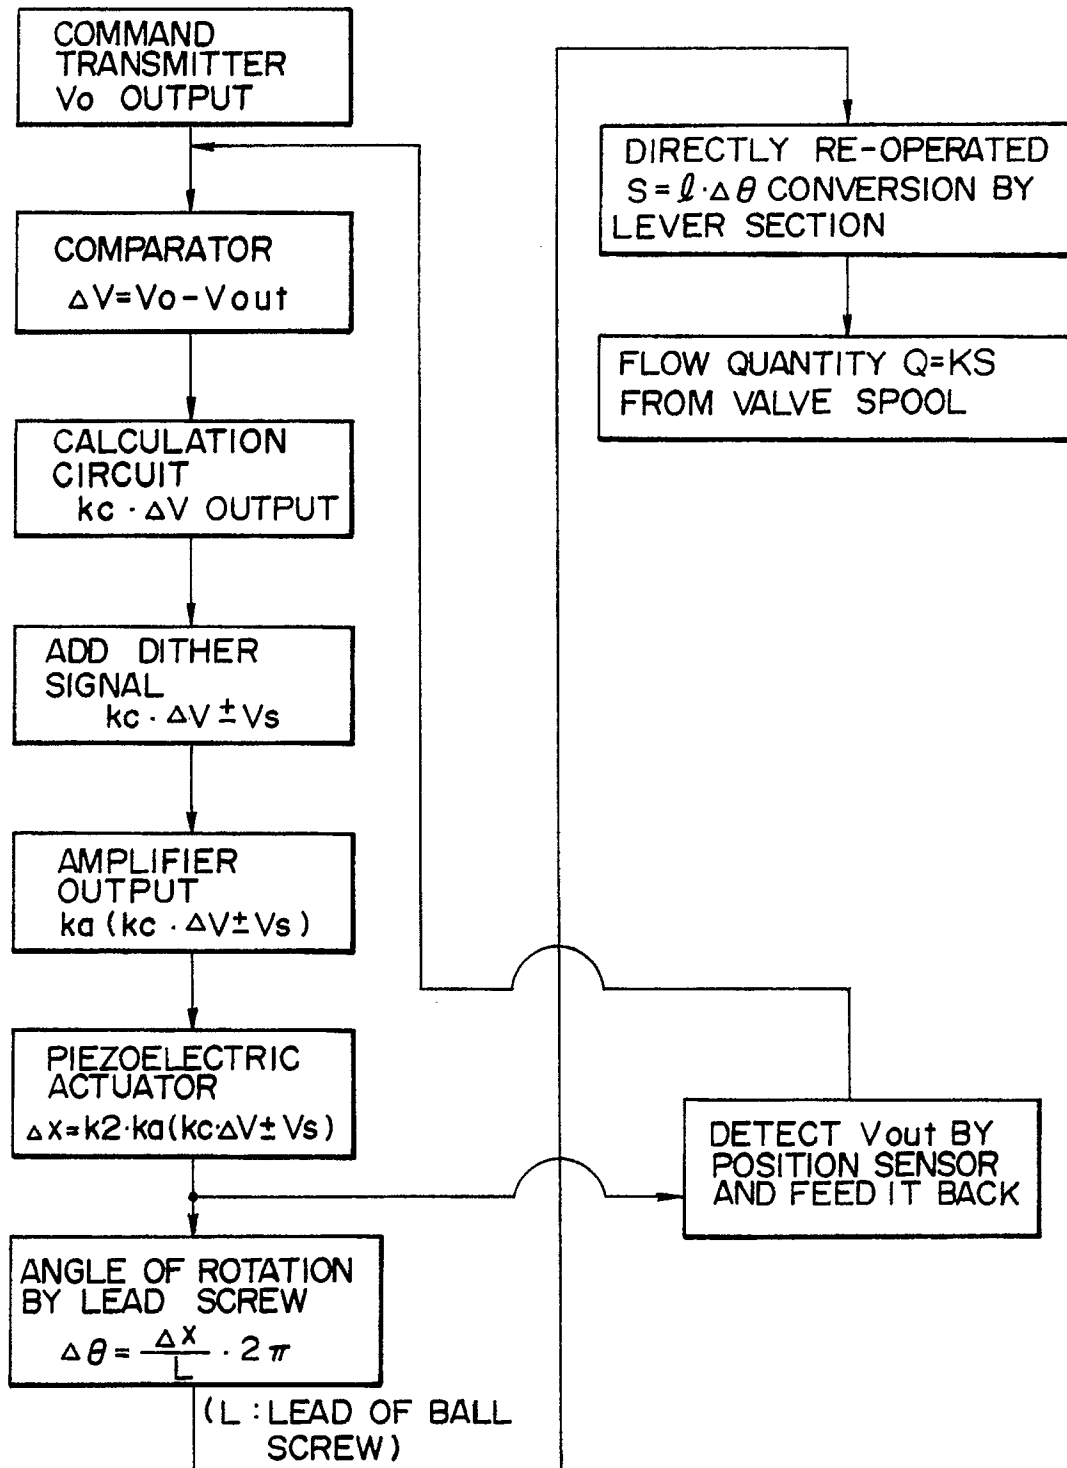 COMMAND
TRANSMITTER
Vo OUTPUT
COMPARATOR
ΔV=Vo-Vout
CALCULATION
CIRCUIT
kc·ΔV OUTPUT
ADD DITHER
SIGNAL
kc·ΔV±Vs
AMPLIFIER
OUTPUT
ka(kc·ΔV±Vs)
PIEZOELECTRIC
ACTUATOR
Δx=k2·ka(kc·ΔV±Vs)
ANGLE OF ROTATION
BY LEAD SCREW
Δθ=Δx/L·2π
(L:LEAD OF BALL
SCREW)
DIRECTLY RE-OPERATED
S=ℓ·Δθ CONVERSION BY
LEVER SECTION
FLOW QUANTITY Q=KS
FROM VALVE SPOOL
DETECT Vout BY
POSITION SENSOR
AND FEED IT BACK